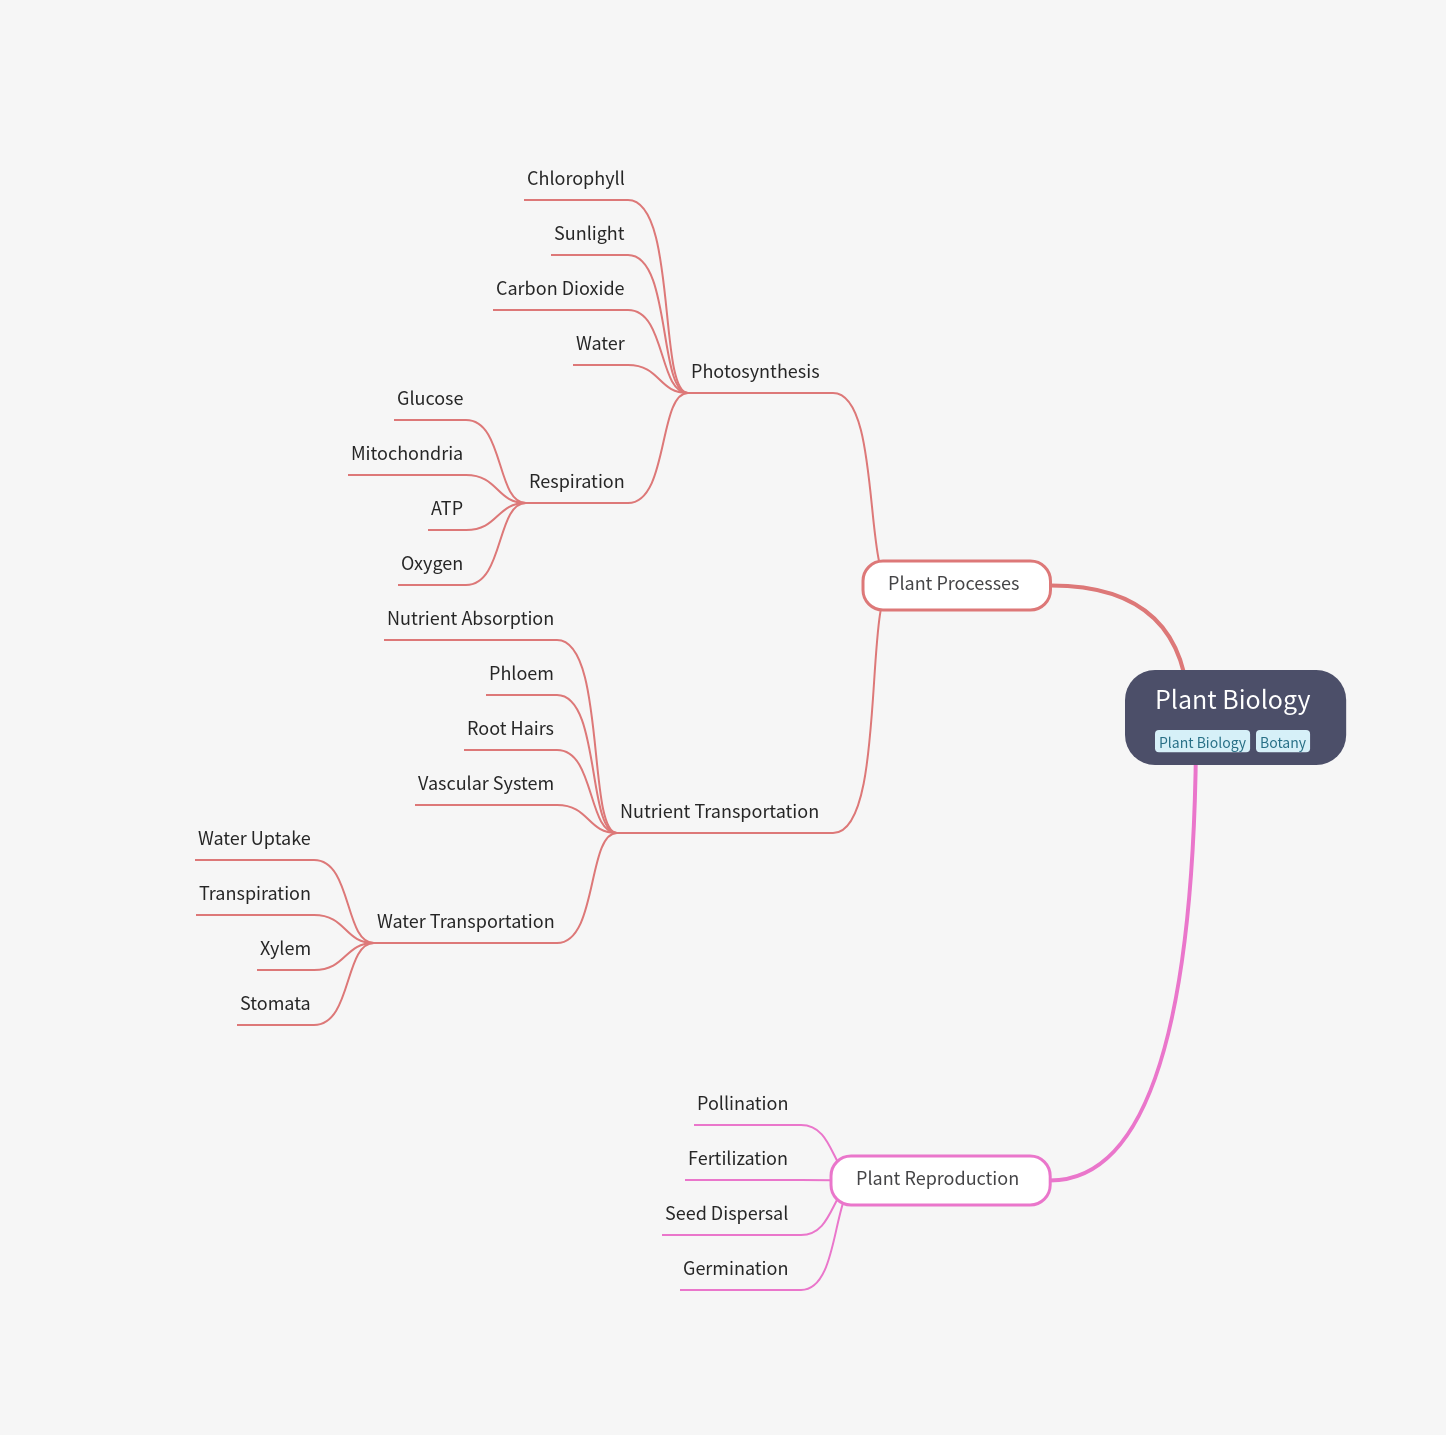 Chlorophyll
Sunlight
Carbon Dioxide
Water
Photosynthesis
Glucose
Mitochondria
Respiration
ATP
Oxygen
Plant Processes
Nutrient Absorption
Phloem
Plant Biology
Root Hairs
Plant Biology Botany
Vascular System
Nutrient Transportation
Water Uptake
Transpiration
Water Transportation
Xylem
Stomata
Pollination
Fertilization
Plant Reproduction
Seed Dispersal
Germination